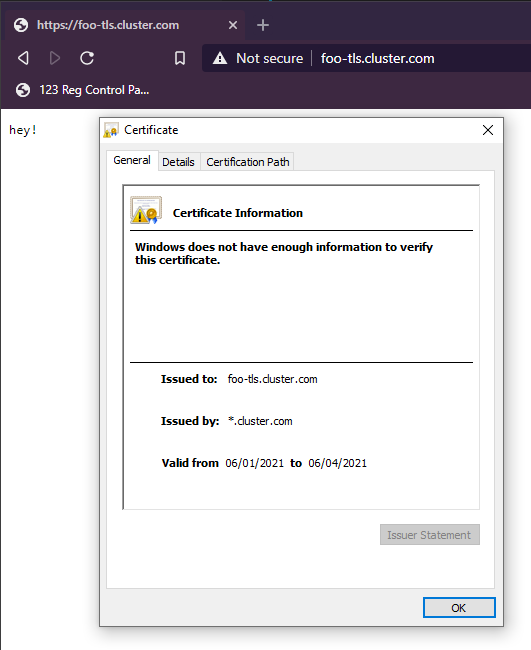 https://foo-tls.cluster.com
Not secure foo-tls.cluster.com
123 Reg Control Pa...
hey!
Certificate
General Details Certification Path
Certificate Information
Windows does not have enough information to verify
this certificate.
Issued to: foo-tls.cluster.com
Issued by: *.cluster.com
Valid from 06/01/2021 to 06/04/2021
Issuer Statement
OK